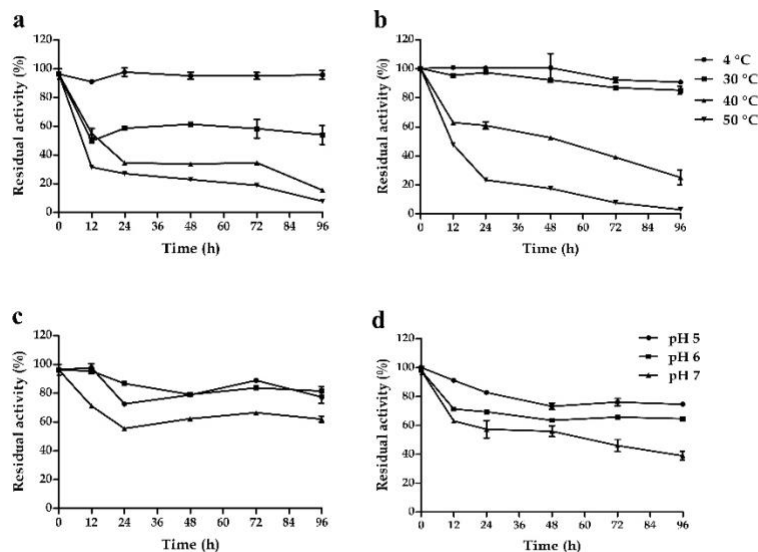 a
Residual activity (%)
120
100
80
60
40
20
0
0 12 24 36 48 60 72 84 96
Time (h)
b
Residual activity (%)
120
100
80
60
40
20
0
0 12 24 36 48 60 72 84 96
Time (h)
4 °C
30 °C
40 °C
50 °C
c
Residual activity (%)
120
100
80
60
40
20
0
0 12 24 36 48 60 72 84 96
Time (h)
d
Residual activity (%)
120
100
80
60
40
20
0
0 12 24 36 48 60 72 84 96
Time (h)
pH 5
pH 6
pH 7